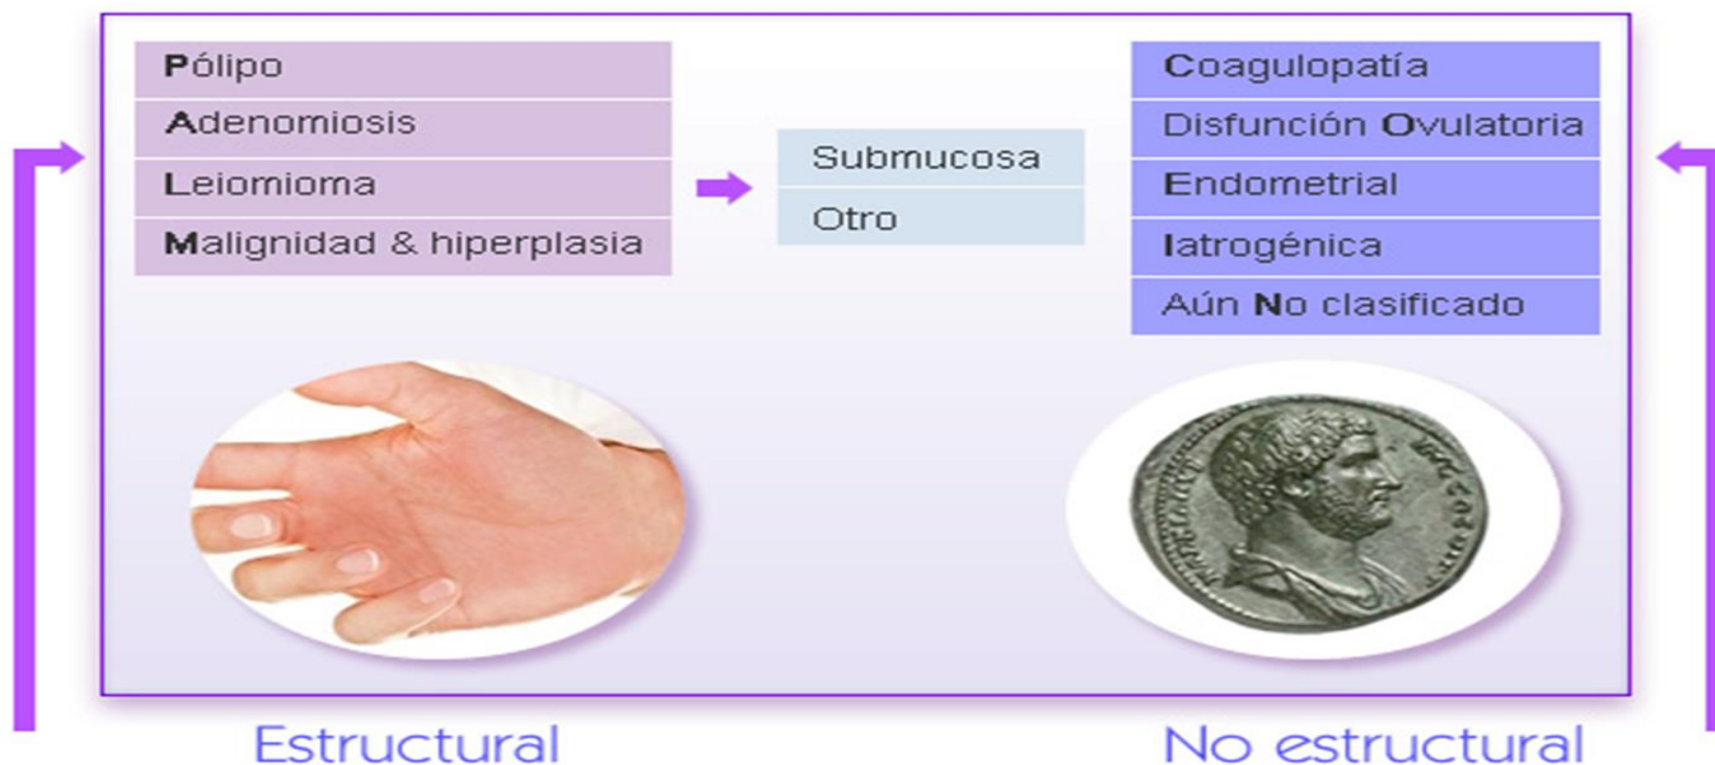 Pólipo
Adenomiosis
Leiomioma
Malignidad & hiperplasia
Submucosa
Otro
Coagulopatía
Disfunción Ovulatoria
Endometrial
Iatrogénica
Aún No clasificado
Estructural
No estructural